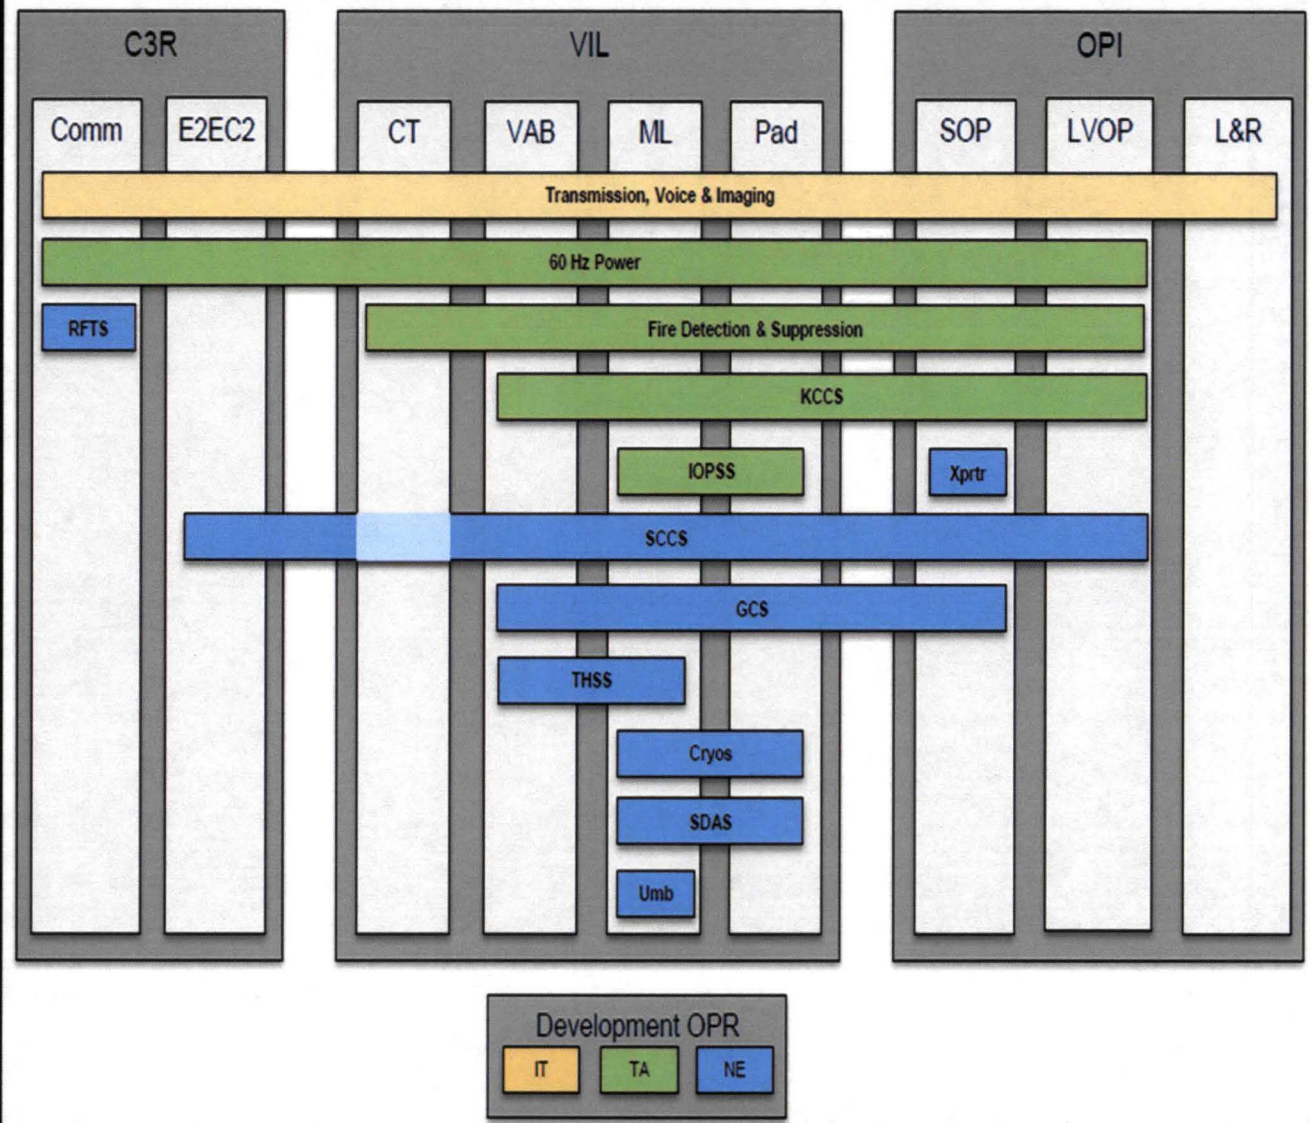 C3R VIL OPI
Comm E2EC2 CT VAB ML Pad SOP LVOP L&R
Transmission, Voice & Imaging
60 Hz Power
RFTS Fire Detection & Suppression
KCCS
IOPSS Xprtr
SCCS
GCS
THSS
Cryos
SDAS
Umb
Development OPR
IT TA NE